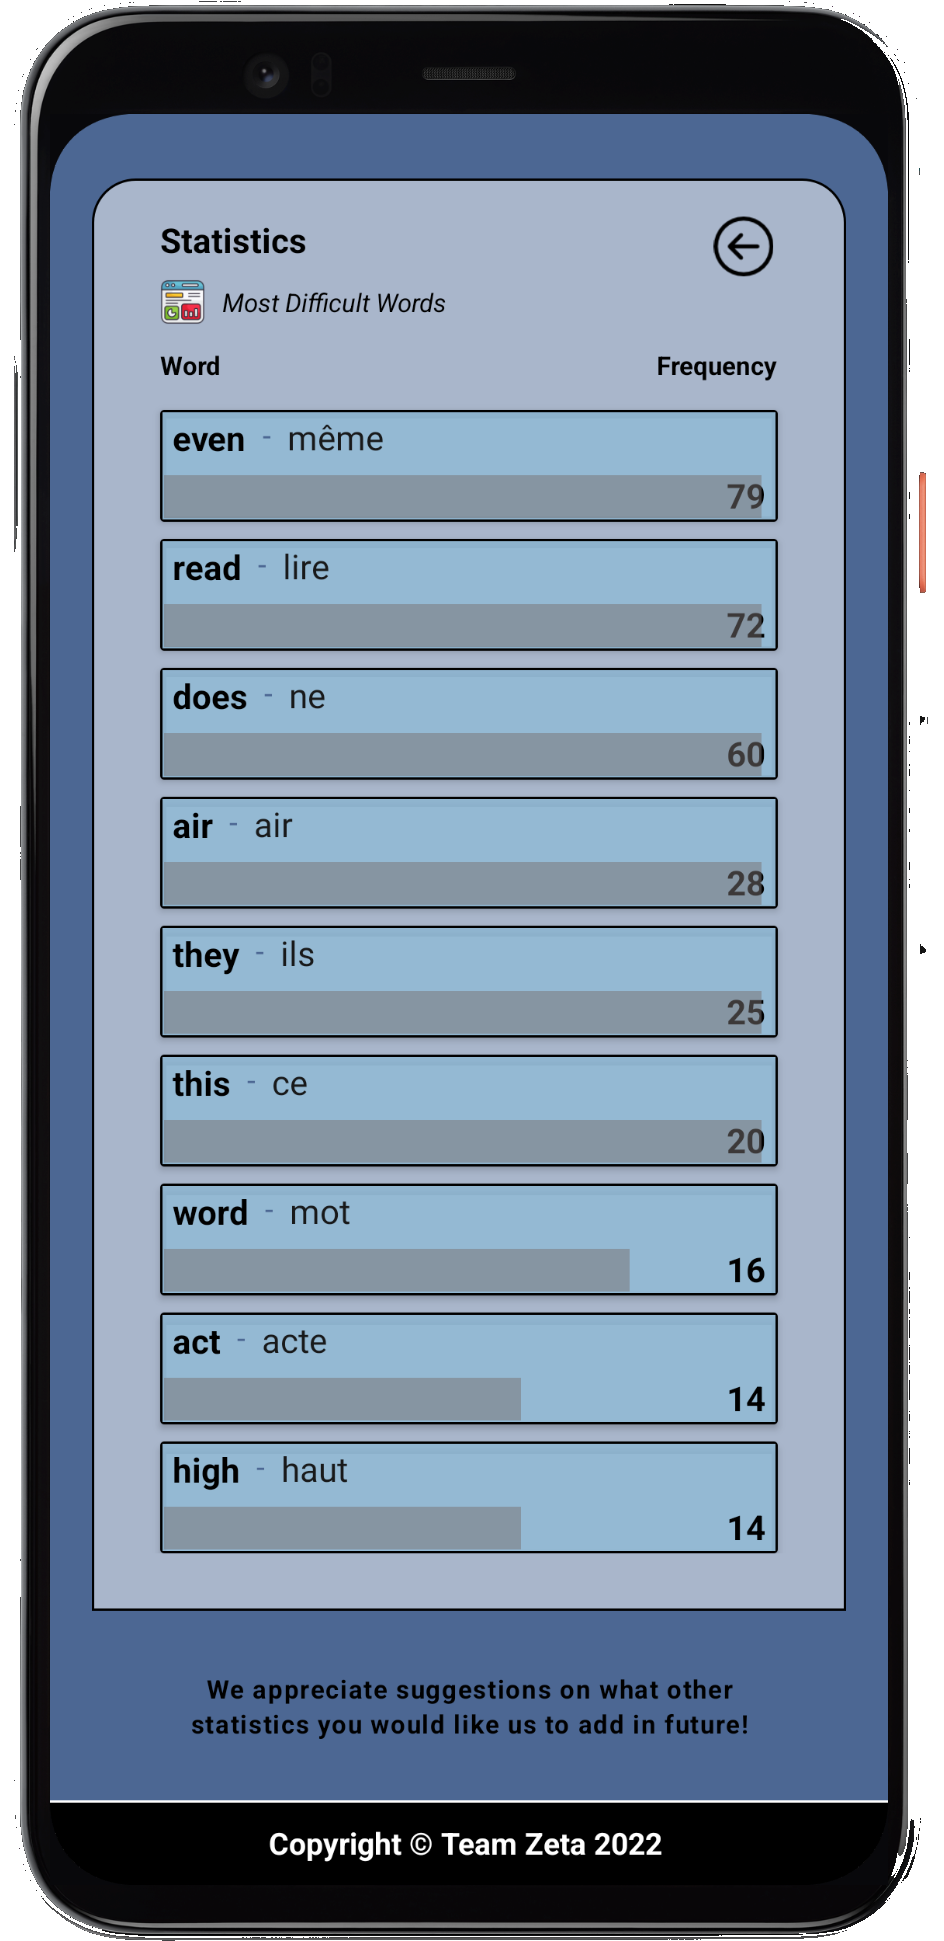 Statistics
Most Difficult Words
Word Frequency
even - même
79
read - lire
72
does - ne
60
air - air
28
they - ils
25
this - ce
20
word - mot
16
act - acte
14
high - haut
14
We appreciate suggestions on what other
statistics you would like us to add in future!
Copyright © Team Zeta 2022